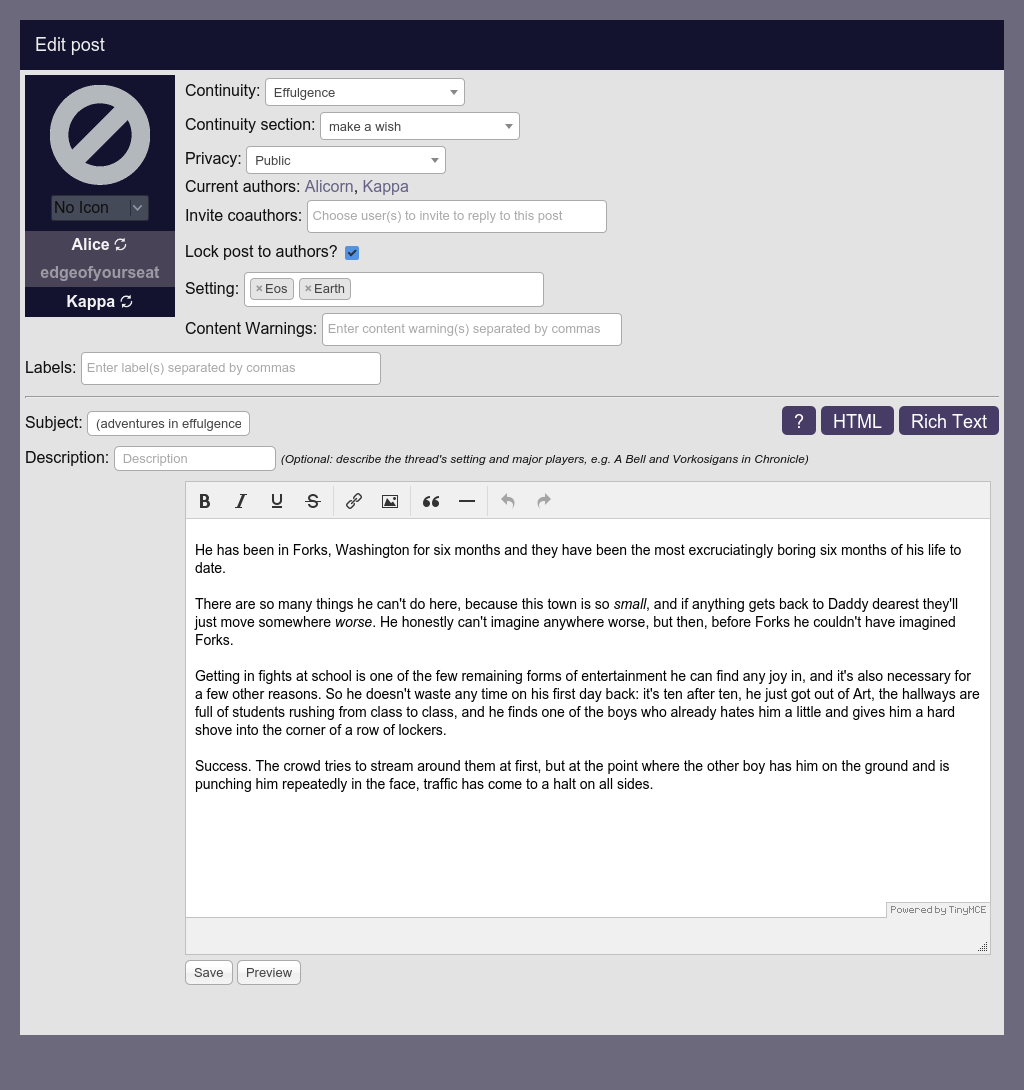 Edit post
No Icon
Alice
edgeofyourseat
Kappa
Continuity: Effulgence
Continuity section: make a wish
Privacy: Public
Current authors: Alicorn, Kappa
Invite coauthors: Choose user(s) to invite to reply to this post
Lock post to authors?
Setting: ×Eos ×Earth
Content Warnings: Enter content warning(s) separated by commas
Labels: Enter label(s) separated by commas
Subject: (adventures in effulgence
? HTML Rich Text
Description: Description (Optional: describe the thread's setting and major players, e.g. A Bell and Vorkosigans in Chronicle)
B I U S
He has been in Forks, Washington for six months and they have been the most excruciatingly boring six months of his life to
date.
There are so many things he can't do here, because this town is so small, and if anything gets back to Daddy dearest they'll
just move somewhere worse. He honestly can't imagine anywhere worse, but then, before Forks he couldn't have imagined
Forks.
Getting in fights at school is one of the few remaining forms of entertainment he can find any joy in, and it's also necessary for
a few other reasons. So he doesn't waste any time on his first day back: it's ten after ten, he just got out of Art, the hallways are
full of students rushing from class to class, and he finds one of the boys who already hates him a little and gives him a hard
shove into the corner of a row of lockers.
Success. The crowd tries to stream around them at first, but at the point where the other boy has him on the ground and is
punching him repeatedly in the face, traffic has come to a halt on all sides.
Powered by TinyMCE
Save Preview